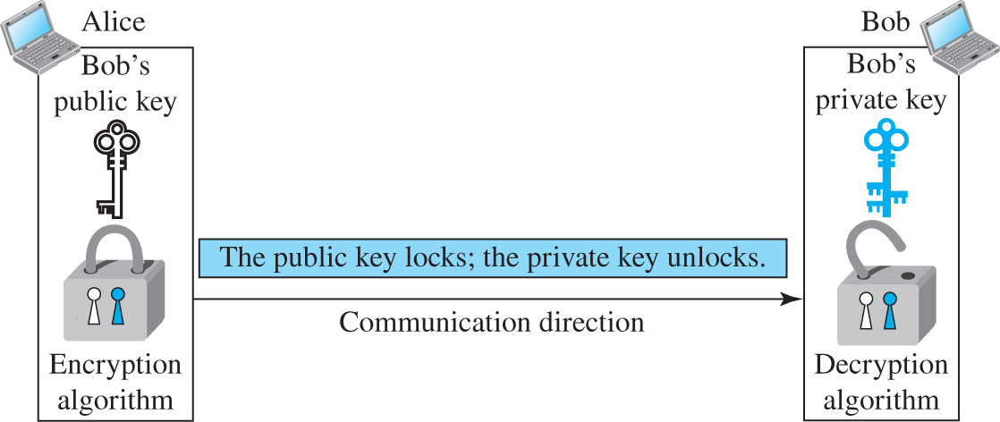 Alice
Bob's
public key
Encryption
algorithm
The public key locks; the private key unlocks.
Communication direction
Bob
Bob's
private key
Decryption
algorithm